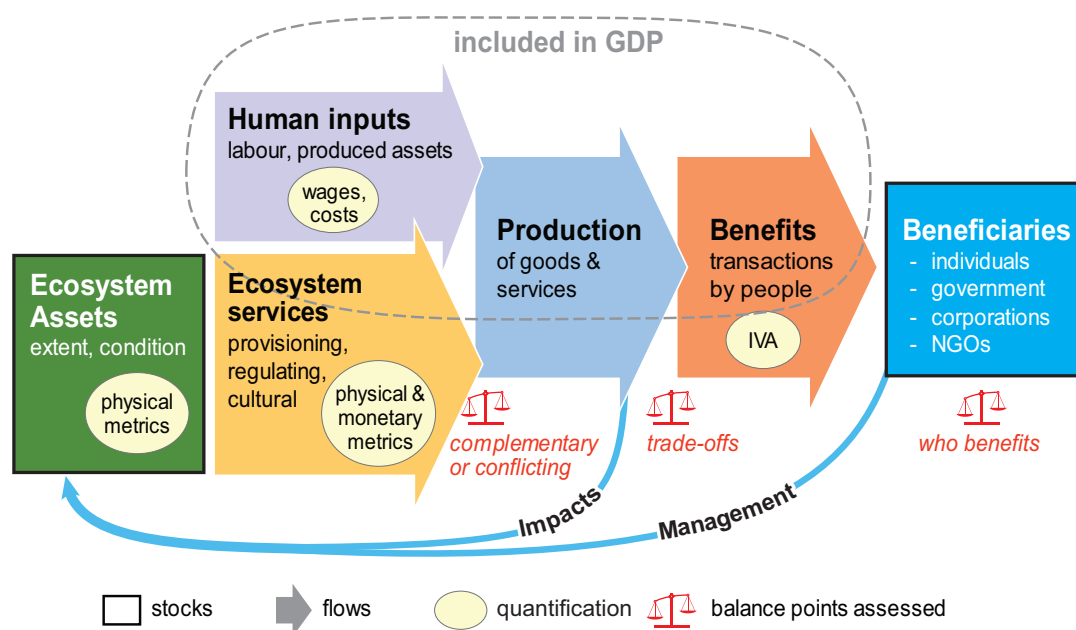 included in GDP
Human inputs
labour, produced assets
wages,
costs
Ecosystem
Assets
extent, condition
physical
metrics
Ecosystem
services
provisioning,
regulating,
cultural
physical &
monetary
metrics
Production
of goods &
services
Benefits
transactions
by people
IVA
Beneficiaries
- individuals
- government
- corporations
- NGOs
complementary
or conflicting
trade-offs
who benefits
Impacts
Management
stocks
flows
quantification
balance points assessed